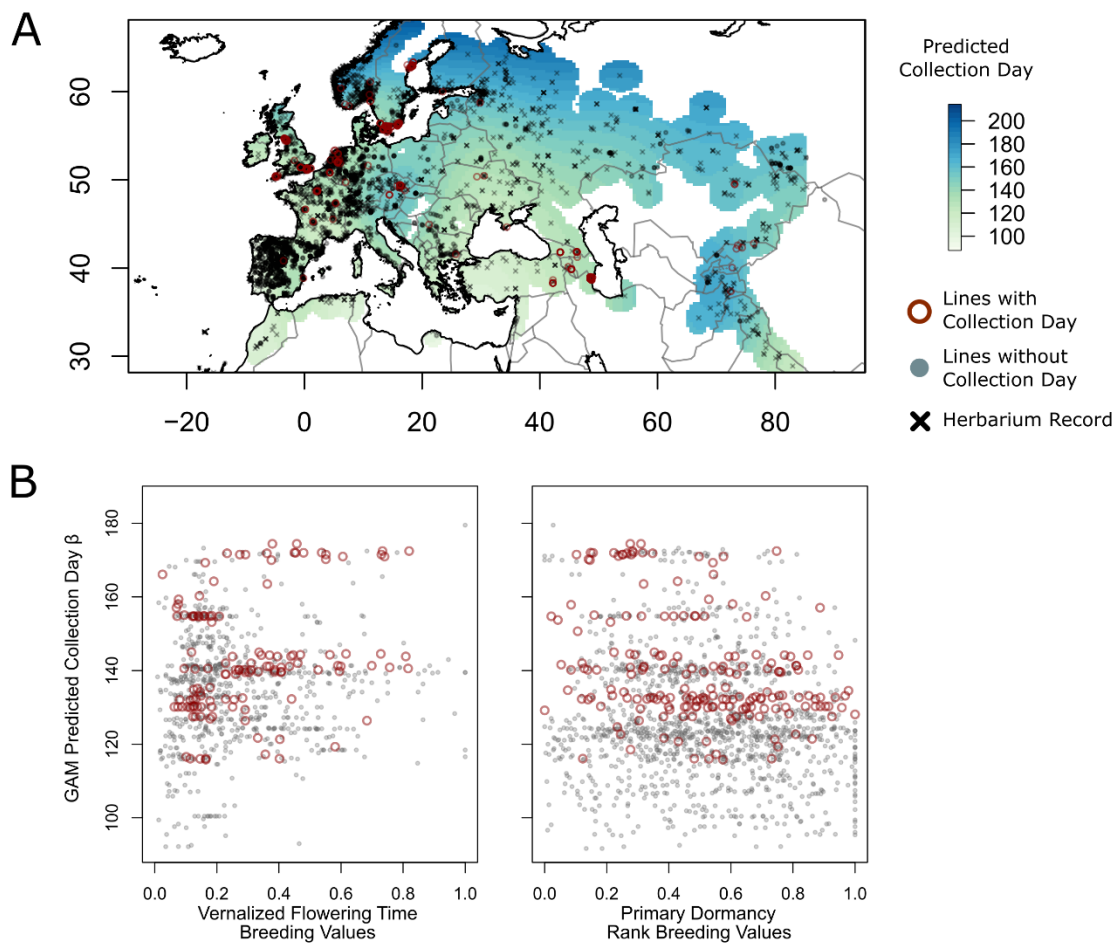 A
60
50
40
30
−20
0
20
40
60
80
Predicted
Collection Day
200
180
160
140
120
100
Lines with
Collection Day
Lines without
Collection Day
Herbarium Record
B
GAM Predicted Collection Day β
180
160
140
120
100
0.0
0.2
0.4
0.6
0.8
1.0
Vernalized Flowering Time
Breeding Values
0.0
0.2
0.4
0.6
0.8
1.0
Primary Dormancy
Rank Breeding Values